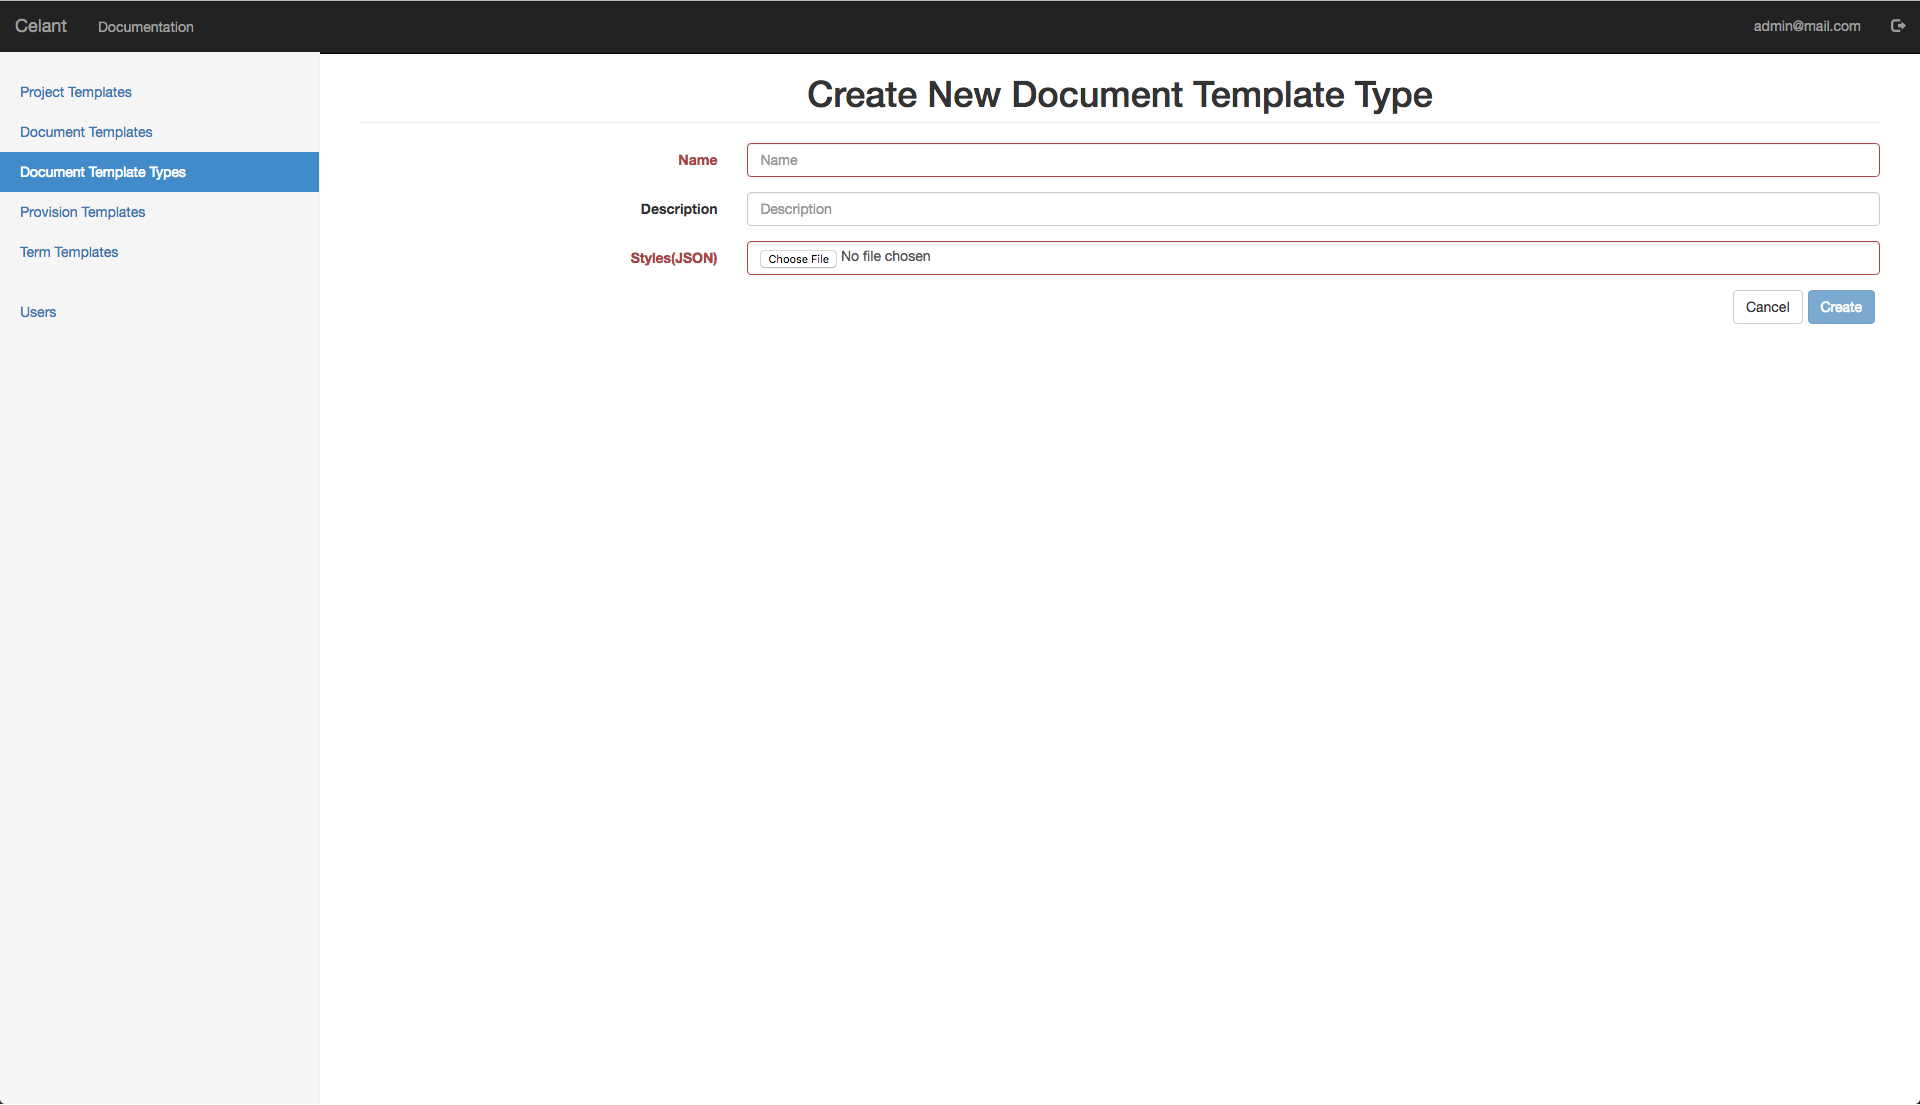 Celant Documentation admin@mail.com
Project Templates
Document Templates
Document Template Types
Provision Templates
Term Templates
Users
Create New Document Template Type
Name Name
Description Description
Styles(JSON) Choose File No file chosen
Cancel Create